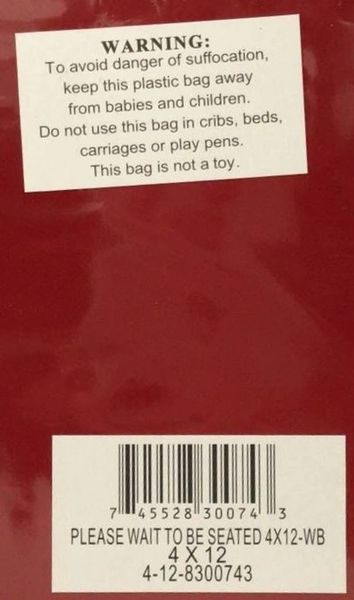 WARNING:
To avoid danger of suffocation,
keep this plastic bag away
from babies and children.
Do not use this bag in cribs, beds,
carriages or play pens.
This bag is not a toy.
7 45528 30074 3
PLEASE WAIT TO BE SEATED 4X12-WB
4 X 12
4-12-8300743